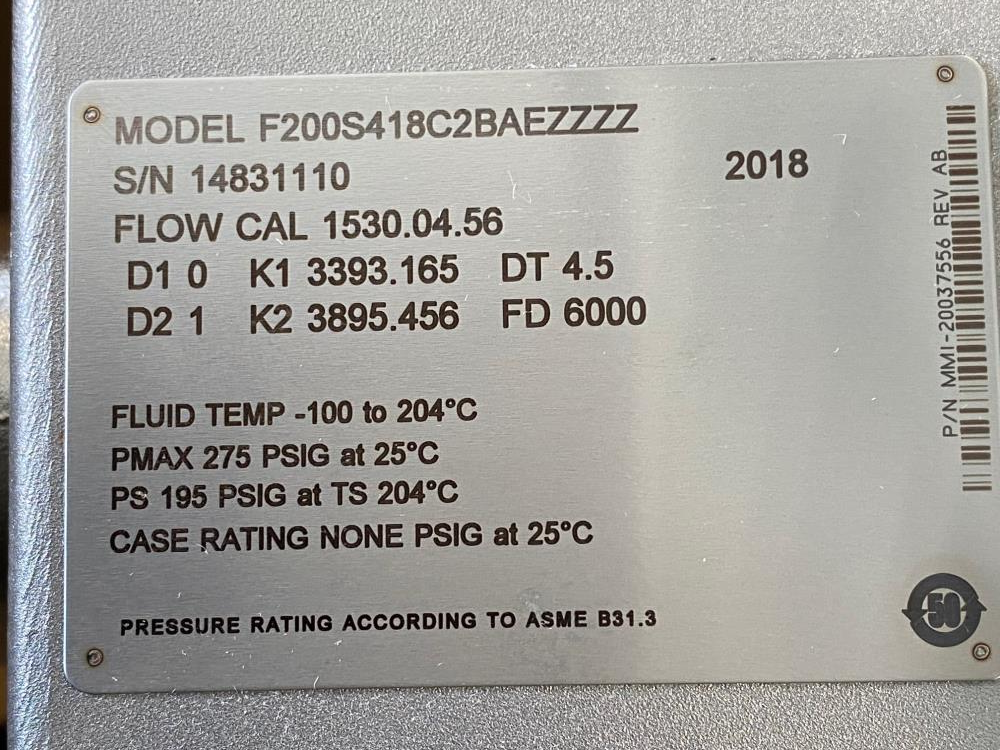 MODEL F200S418C2BAEZZZZ
S/N 14831110
2018
FLOW CAL 1530.04.56
D1 0 K1 3393.165 DT 4.5
D2 1 K2 3895.456 FD 6000
FLUID TEMP -100 to 204°C
PMAX 275 PSIG at 25°C
PS 195 PSIG at TS 204°C
CASE RATING NONE PSIG at 25°C
PRESSURE RATING ACCORDING TO ASME B31.3
P/N MMI-20037556 REV AB
50